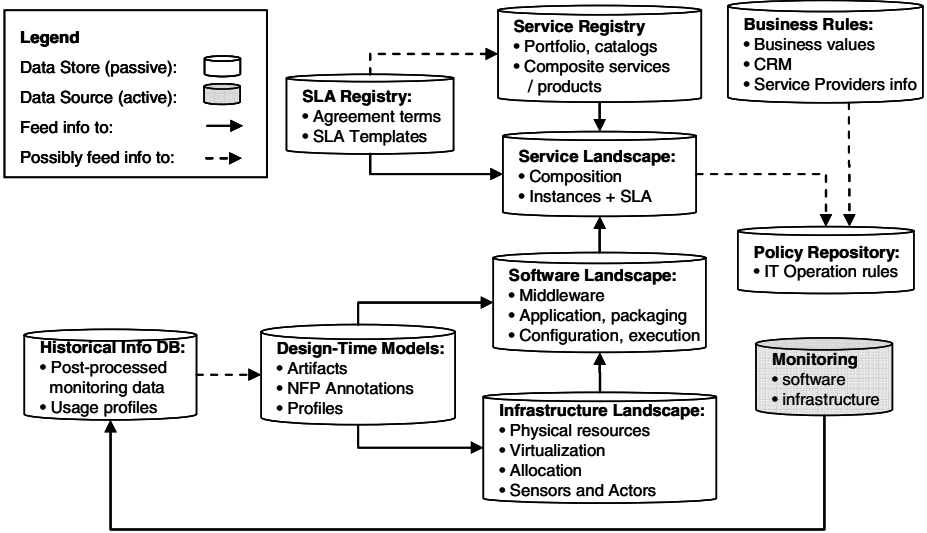 Legend
Data Store (passive):
Data Source (active):
Feed info to:
Possibly feed info to:
Service Registry
• Portfolio, catalogs
• Composite services
/ products
Business Rules:
• Business values
• CRM
• Service Providers info
SLA Registry:
• Agreement terms
• SLA Templates
Service Landscape:
• Composition
• Instances + SLA
Policy Repository:
• IT Operation rules
Software Landscape:
• Middleware
• Application, packaging
• Configuration, execution
Historical Info DB:
• Post-processed
monitoring data
• Usage profiles
Design-Time Models:
• Artifacts
• NFP Annotations
• Profiles
Monitoring
• software
• infrastructure
Infrastructure Landscape:
• Physical resources
• Virtualization
• Allocation
• Sensors and Actors